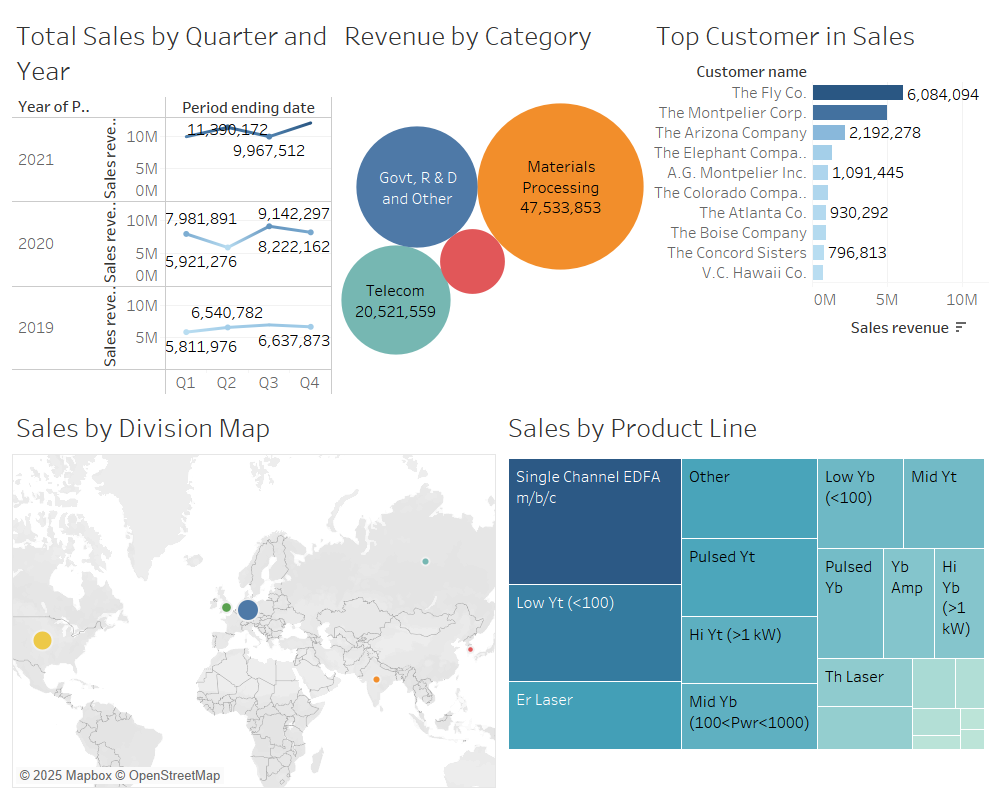 Total Sales by Quarter and
Year
Year of P..
Period ending date
2021
Sales reve..
10M
5M
0M
11,390,172
9,967,512
2020
Sales reve..
10M
5M
0M
7,981,891
9,142,297
5,921,276
8,222,162
2019
Sales reve..
10M
5M
6,540,782
5,811,976
6,637,873
Q1 Q2 Q3 Q4
Revenue by Category
Govt, R & D
and Other
Materials
Processing
47,533,853
Telecom
20,521,559
Top Customer in Sales
Customer name
The Fly Co. 6,084,094
The Montpelier Corp.
The Arizona Company 2,192,278
The Elephant Compa..
A.G. Montpelier Inc. 1,091,445
The Colorado Compa..
The Atlanta Co. 930,292
The Boise Company
The Concord Sisters 796,813
V.C. Hawaii Co.
0M 5M 10M
Sales revenue
Sales by Division Map
© 2025 Mapbox © OpenStreetMap
Sales by Product Line
Single Channel EDFA
m/b/c
Low Yt (<100)
Er Laser
Other
Pulsed Yt
Hi Yt (>1 kW)
Mid Yb
(100<Pwr<1000)
Low Yb
(<100)
Mid Yt
Pulsed
Yb
Yb
Amp
Hi
Yb
(>1
kW)
Th Laser